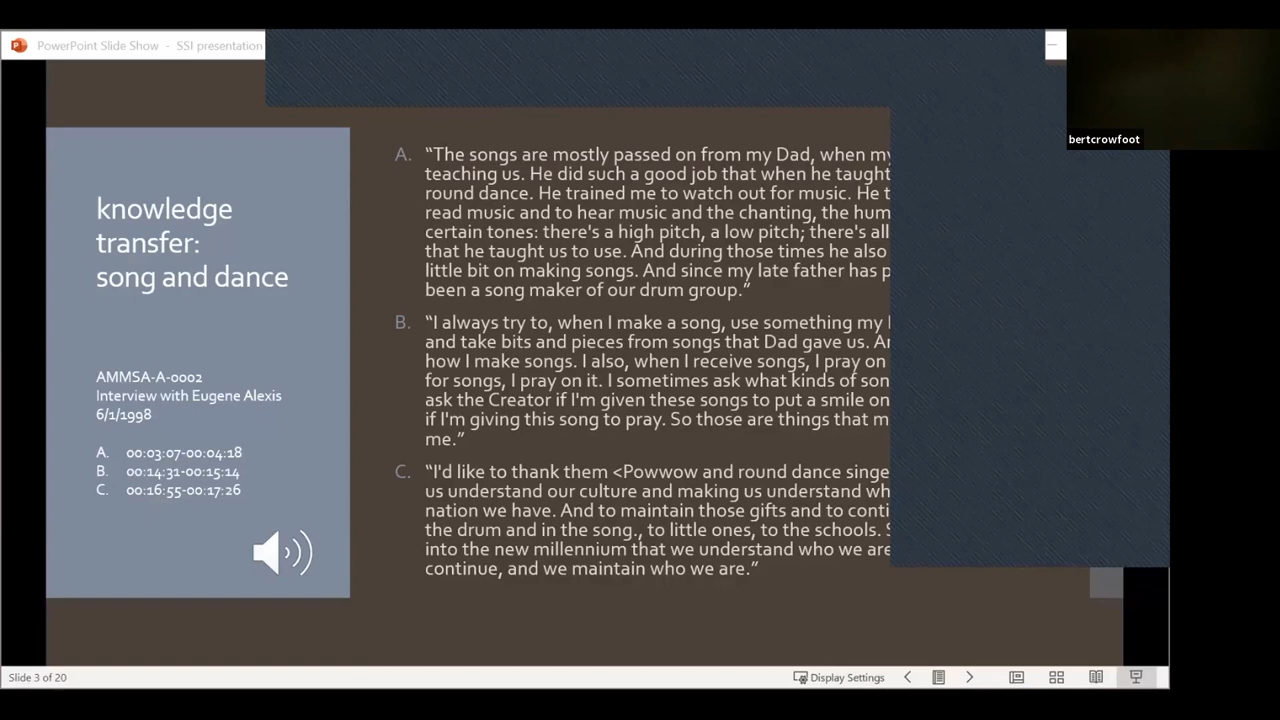 PowerPoint Slide Show - SSI presentation
bertcrowfoot
knowledge
transfer:
song and dance
AMMSA-A-0002
Interview with Eugene Alexis
6/1/1998
A. 00:03:07-00:04:18
B. 00:14:31-00:15:14
C. 00:16:55-00:17:26
A. “The songs are mostly passed on from my Dad, when my
teaching us. He did such a good job that when he taught
round dance. He trained me to watch out for music. He
read music and to hear music and the chanting, the hum
certain tones: there's a high pitch, a low pitch; there's all
that he taught us to use. And during those times he also
little bit on making songs. And since my late father has
been a song maker of our drum group.”
B. “I always try to, when I make a song, use something my
and take bits and pieces from songs that Dad gave us.
how I make songs. I also, when I receive songs, I pray on
for songs, I pray on it. I sometimes ask what kinds of son
ask the Creator if I'm given these songs to put a smile on
if I'm giving this song to pray. So those are things that m
me.”
C. “I'd like to thank them <Powwow and round dance singe
us understand our culture and making us understand wh
nation we have. And to maintain those gifts and to conti
the drum and in the song., to little ones, to the schools.
into the new millennium that we understand who we are
continue, and we maintain who we are.”
Slide 3 of 20
Display Settings